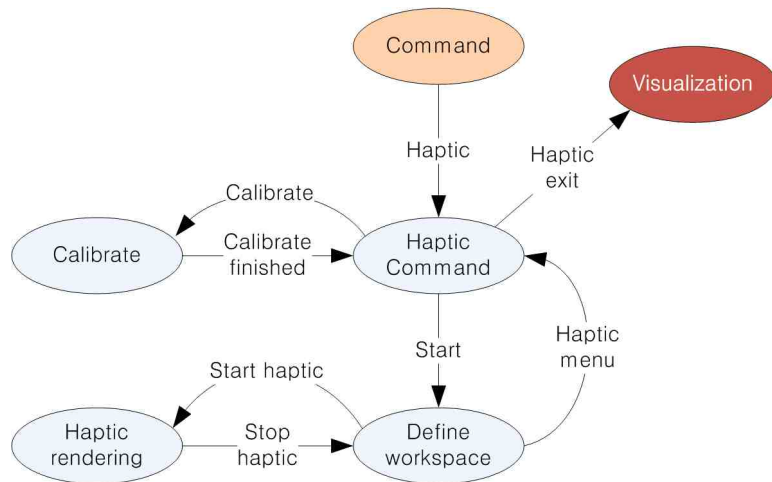 Command
Visualization
Haptic
Haptic
exit
Calibrate
Calibrate
Calibrate
finished
Haptic
Command
Start
Haptic
menu
Start haptic
Haptic
rendering
Stop
haptic
Define
workspace